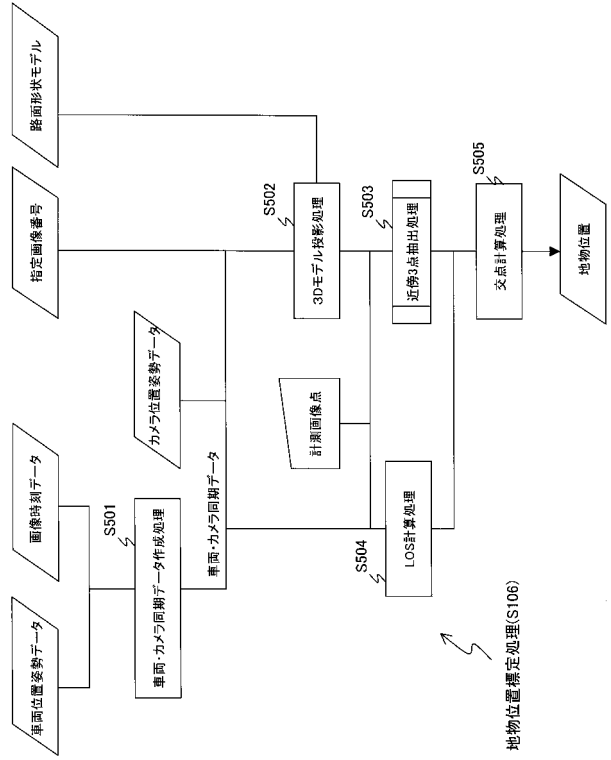 車両位置姿勢データ
画像時刻データ
指定画像番号
路面形状モデル
S501
車両・カメラ同期データ作成処理
カメラ位置姿勢データ
車両・カメラ同期データ
S502
3Dモデル投影処理
計測画像点
S503
近傍3点抽出処理
S504
LOS計算処理
S505
交点計算処理
地物位置
地物位置標定処理(S106)